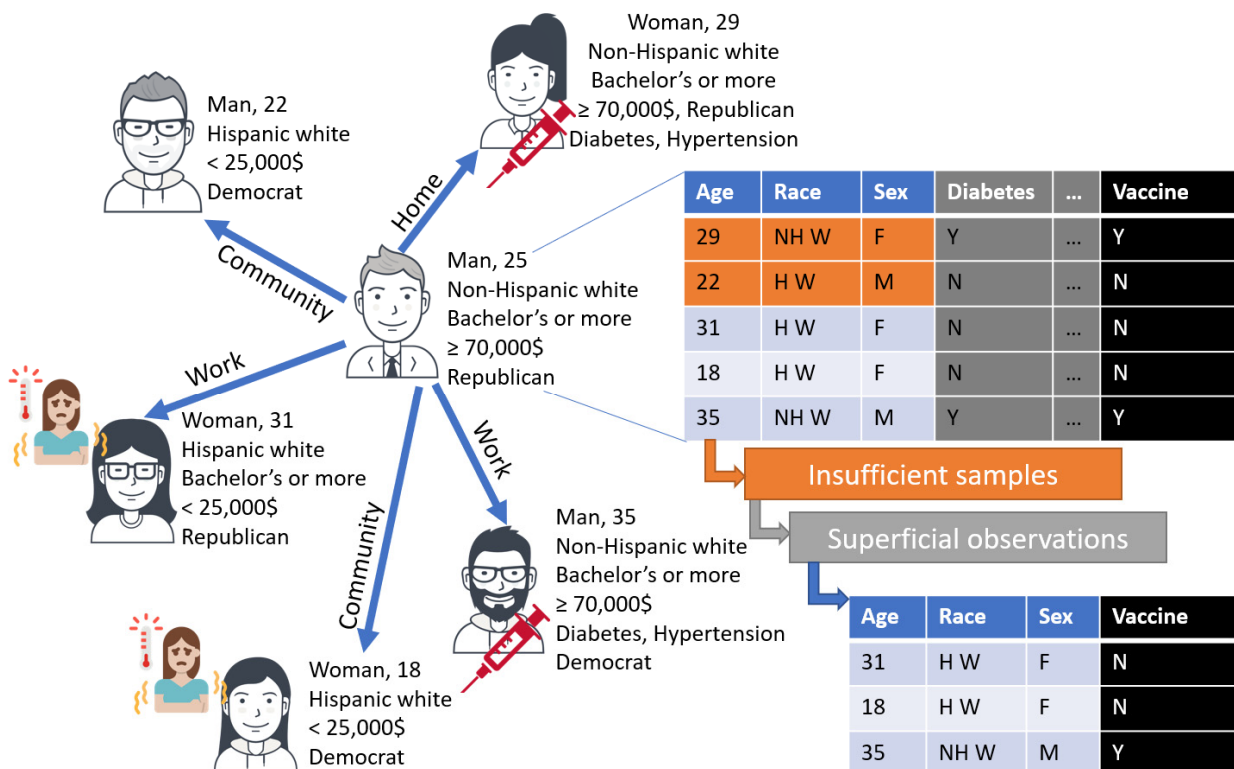 Woman, 29
Non-Hispanic white
Bachelor's or more
≥ 70,000$, Republican
Diabetes, Hypertension
Man, 22
Hispanic white
< 25,000$
Democrat
Home
Community
Man, 25
Non-Hispanic white
Bachelor's or more
≥ 70,000$
Republican
Work
Woman, 31
Hispanic white
Bachelor's or more
< 25,000$
Republican
Work
Community
Man, 35
Non-Hispanic white
Bachelor's or more
≥ 70,000$
Diabetes, Hypertension
Democrat
Woman, 18
Hispanic white
< 25,000$
Democrat
Age Race Sex Diabetes ... Vaccine
29 NH W F Y ... Y
22 H W M N ... N
31 H W F N ... N
18 H W F N ... N
35 NH W M Y ... Y
Insufficient samples
Superficial observations
Age Race Sex Vaccine
31 H W F N
18 H W F N
35 NH W M Y